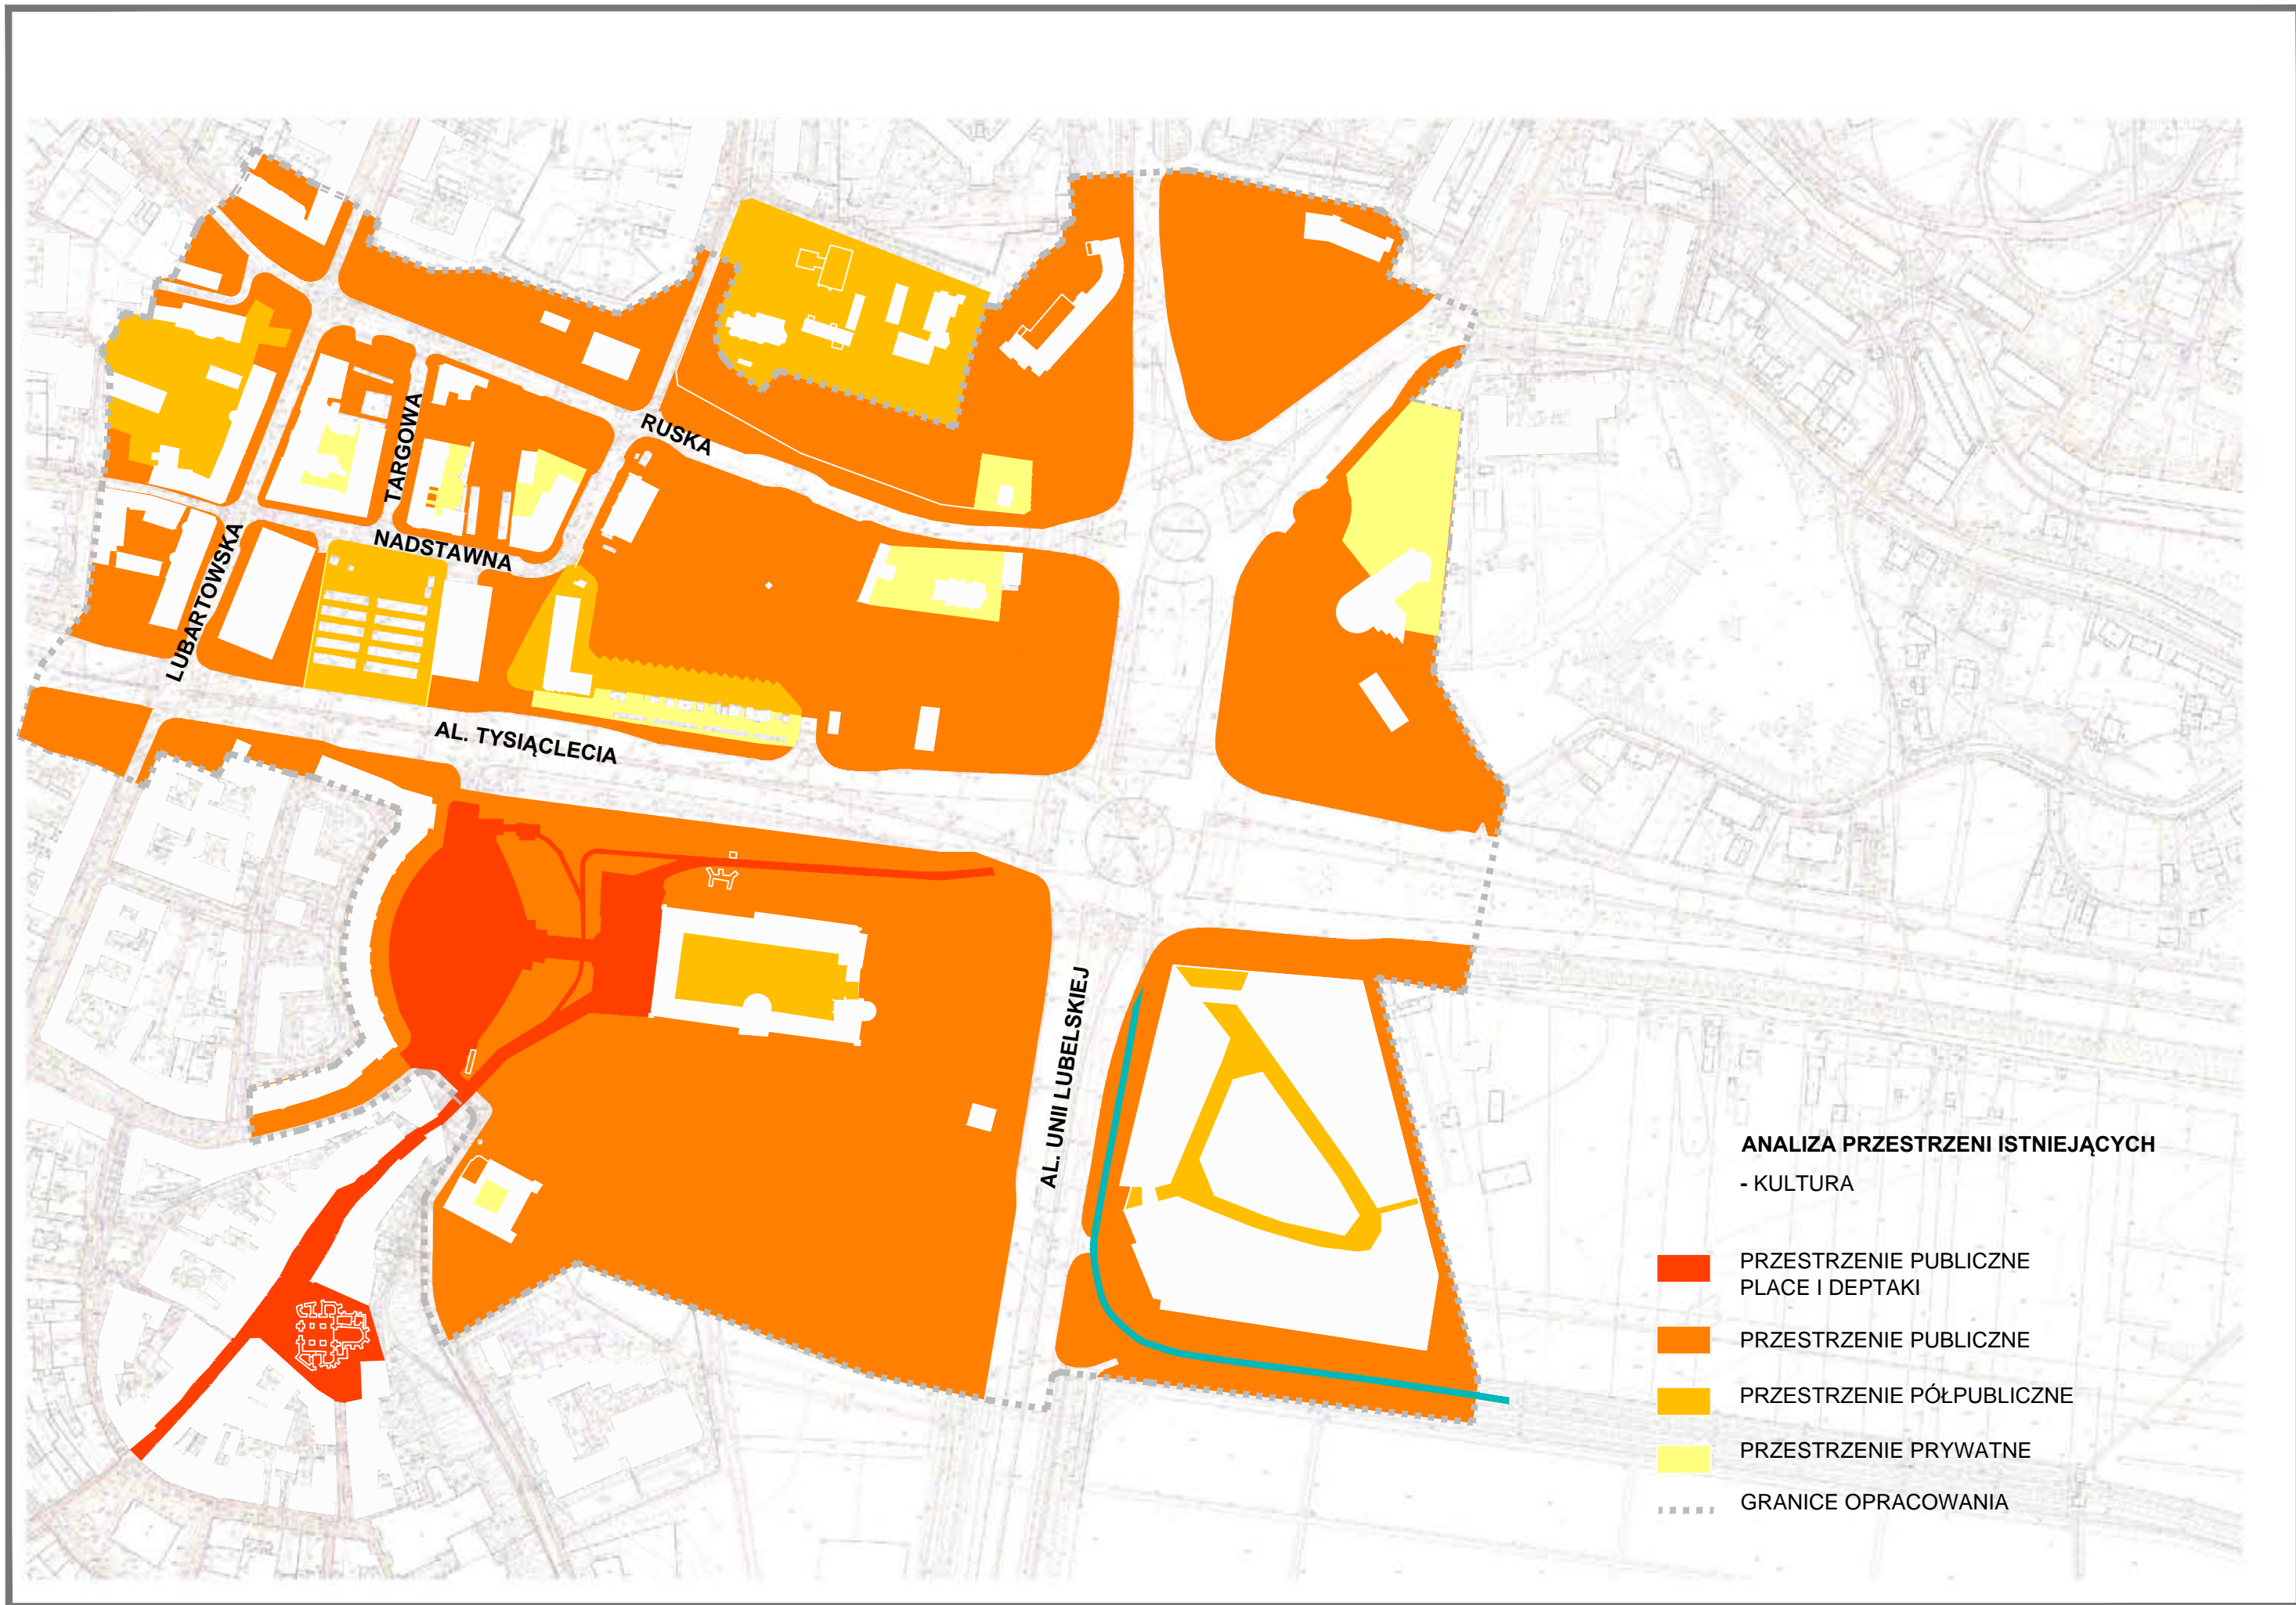 RUSKA
TARGOWA
NADSTAWNA
LUBARTOWSKA
AL. TYSIĄCLECIA
AL. UNII LUBELSKIEJ
ANALIZA PRZESTRZENI ISTNIEJĄCYCH
- KULTURA
PRZESTRZENIE PUBLICZNE
PLACE I DEPTAKI
PRZESTRZENIE PUBLICZNE
PRZESTRZENIE PÓŁPUBLICZNE
PRZESTRZENIE PRYWATNE
GRANICE OPRACOWANIA